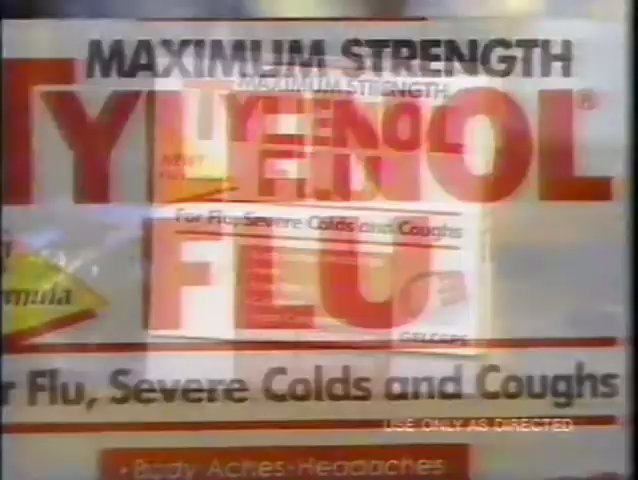 MAXIMUM STRENGTH
TYLENOL®
FLU
For Flu, Severe Colds and Coughs
MAXIMUM STRENGTH
TYLENOL
FLU
For Flu, Severe Colds and Coughs
GELCAPS
USE ONLY AS DIRECTED
• Body Aches-Headaches